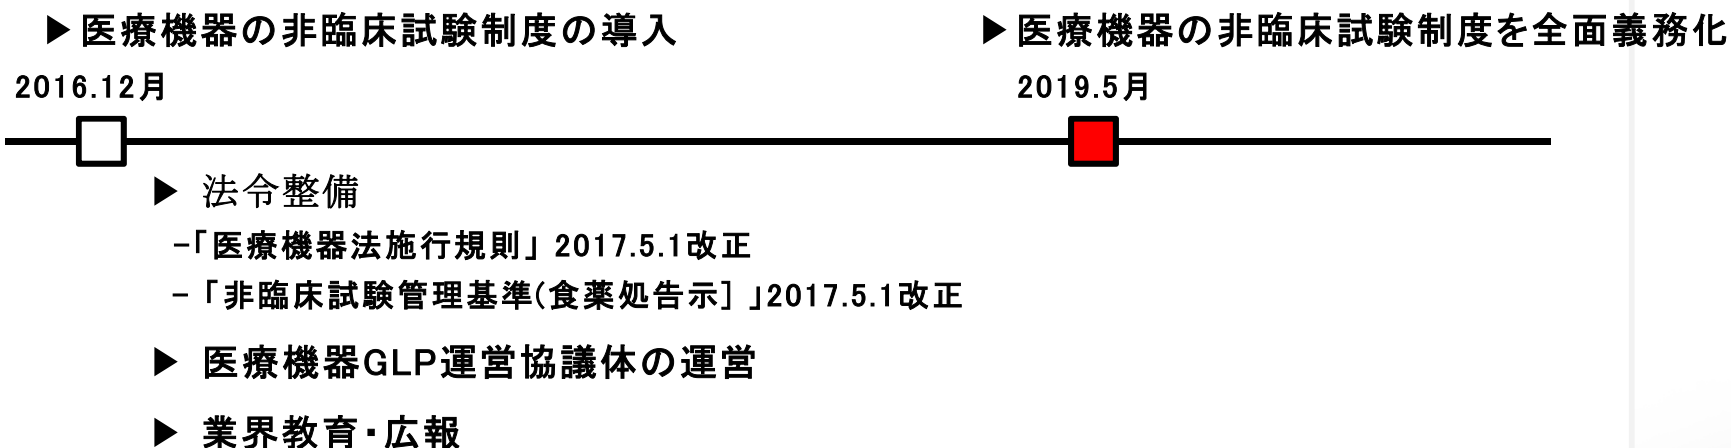 ▶医療機器の非臨床試験制度の導入
▶医療機器の非臨床試験制度を全面義務化
2016.12月
2019.5月
▶ 法令整備
-「医療機器法施行規則」 2017.5.1改正
- 「非臨床試験管理基準(食薬処告示] 」2017.5.1改正
▶ 医療機器GLP運営協議体の運営
▶ 業界教育・広報